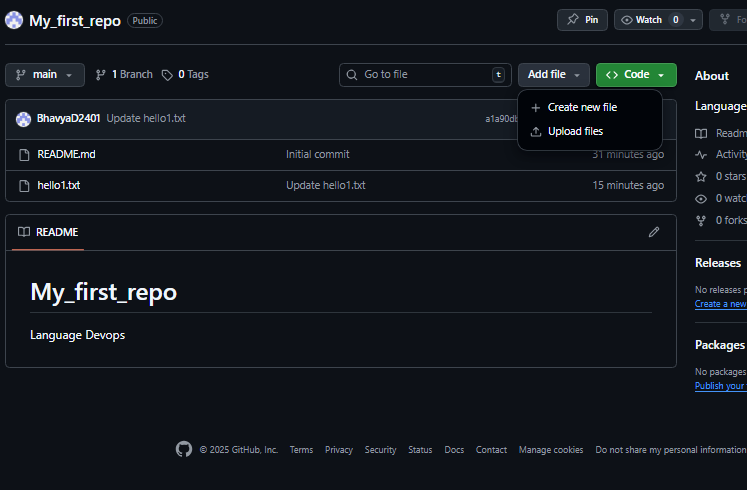 My_first_repo Public Pin Watch 0 Fo
main 1 Branch 0 Tags Go to file t Add file Code
About
BhavyaD2401 Update hello1.txt a1a90db
Create new file
Upload files
README.md Initial commit 31 minutes ago
hello1.txt Update hello1.txt 15 minutes ago
README
My_first_repo
Language Devops
Language
Readm
Activity
0 stars
0 watc
0 forks
Releases
No releases p
Create a new
Packages
No packages
Publish your
© 2025 GitHub, Inc. Terms Privacy Security Status Docs Contact Manage cookies Do not share my personal information